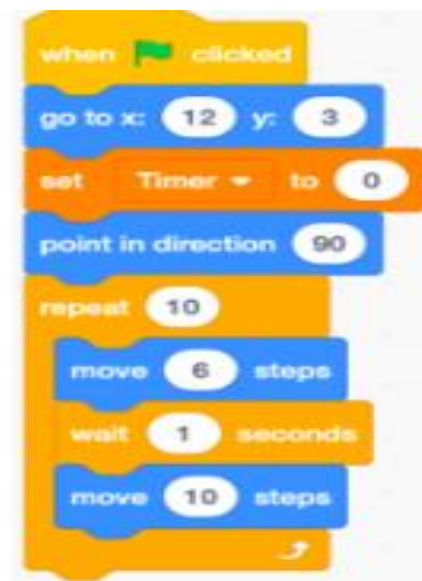 when clicked
go to x: 12 y: 3
set Timer to 0
point in direction 90
repeat 10
move 6 steps
wait 1 seconds
move 10 steps